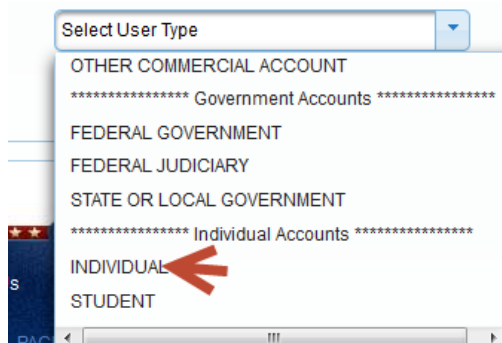 Select User Type
OTHER COMMERCIAL ACCOUNT
**************** Government Accounts ****************
FEDERAL GOVERNMENT
FEDERAL JUDICIARY
STATE OR LOCAL GOVERNMENT
**************** Individual Accounts ****************
INDIVIDUAL
s
STUDENT
PAC